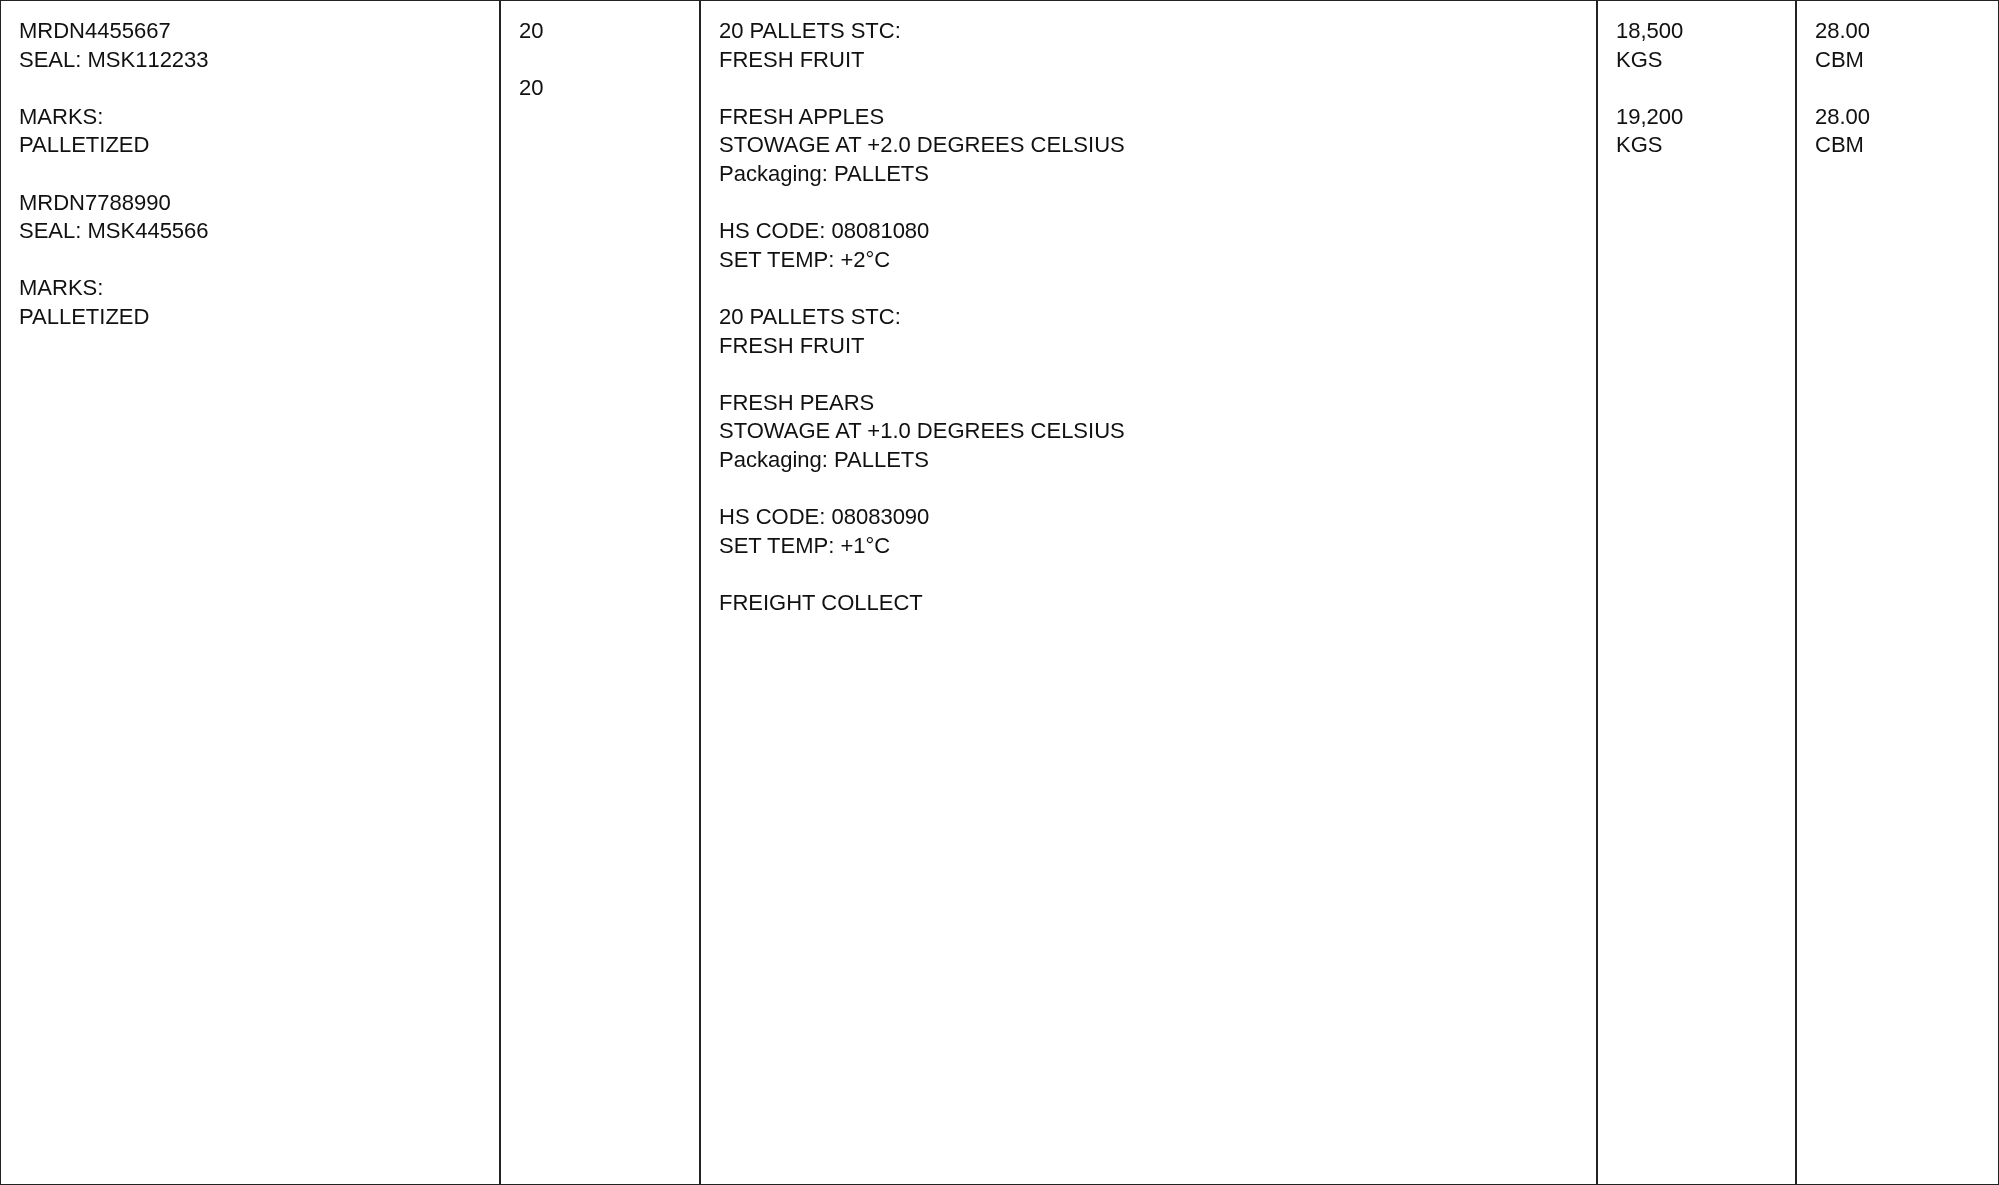 MRDN4455667
SEAL: MSK112233
MARKS:
PALLETIZED
MRDN7788990
SEAL: MSK445566
MARKS:
PALLETIZED
20
20
20 PALLETS STC:
FRESH FRUIT
FRESH APPLES
STOWAGE AT +2.0 DEGREES CELSIUS
Packaging: PALLETS
HS CODE: 08081080
SET TEMP: +2°C
20 PALLETS STC:
FRESH FRUIT
FRESH PEARS
STOWAGE AT +1.0 DEGREES CELSIUS
Packaging: PALLETS
HS CODE: 08083090
SET TEMP: +1°C
FREIGHT COLLECT
18,500
KGS
19,200
KGS
28.00
CBM
28.00
CBM